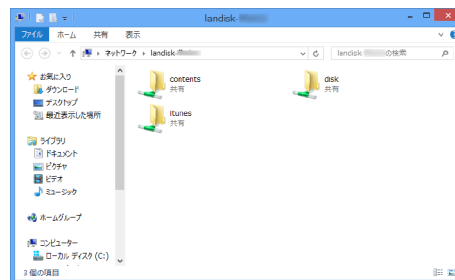 landisk-
ファイル ホーム 共有 表示
ネットワーク landisk-
landisk- の検索
お気に入り
ダウンロード
デスクトップ
最近表示した場所
ライブラリ
ドキュメント
ピクチャ
ビデオ
ミュージック
ホームグループ
コンピューター
ローカル ディスク (C:)
contents
共有
disk
共有
itunes
共有
3 個の項目